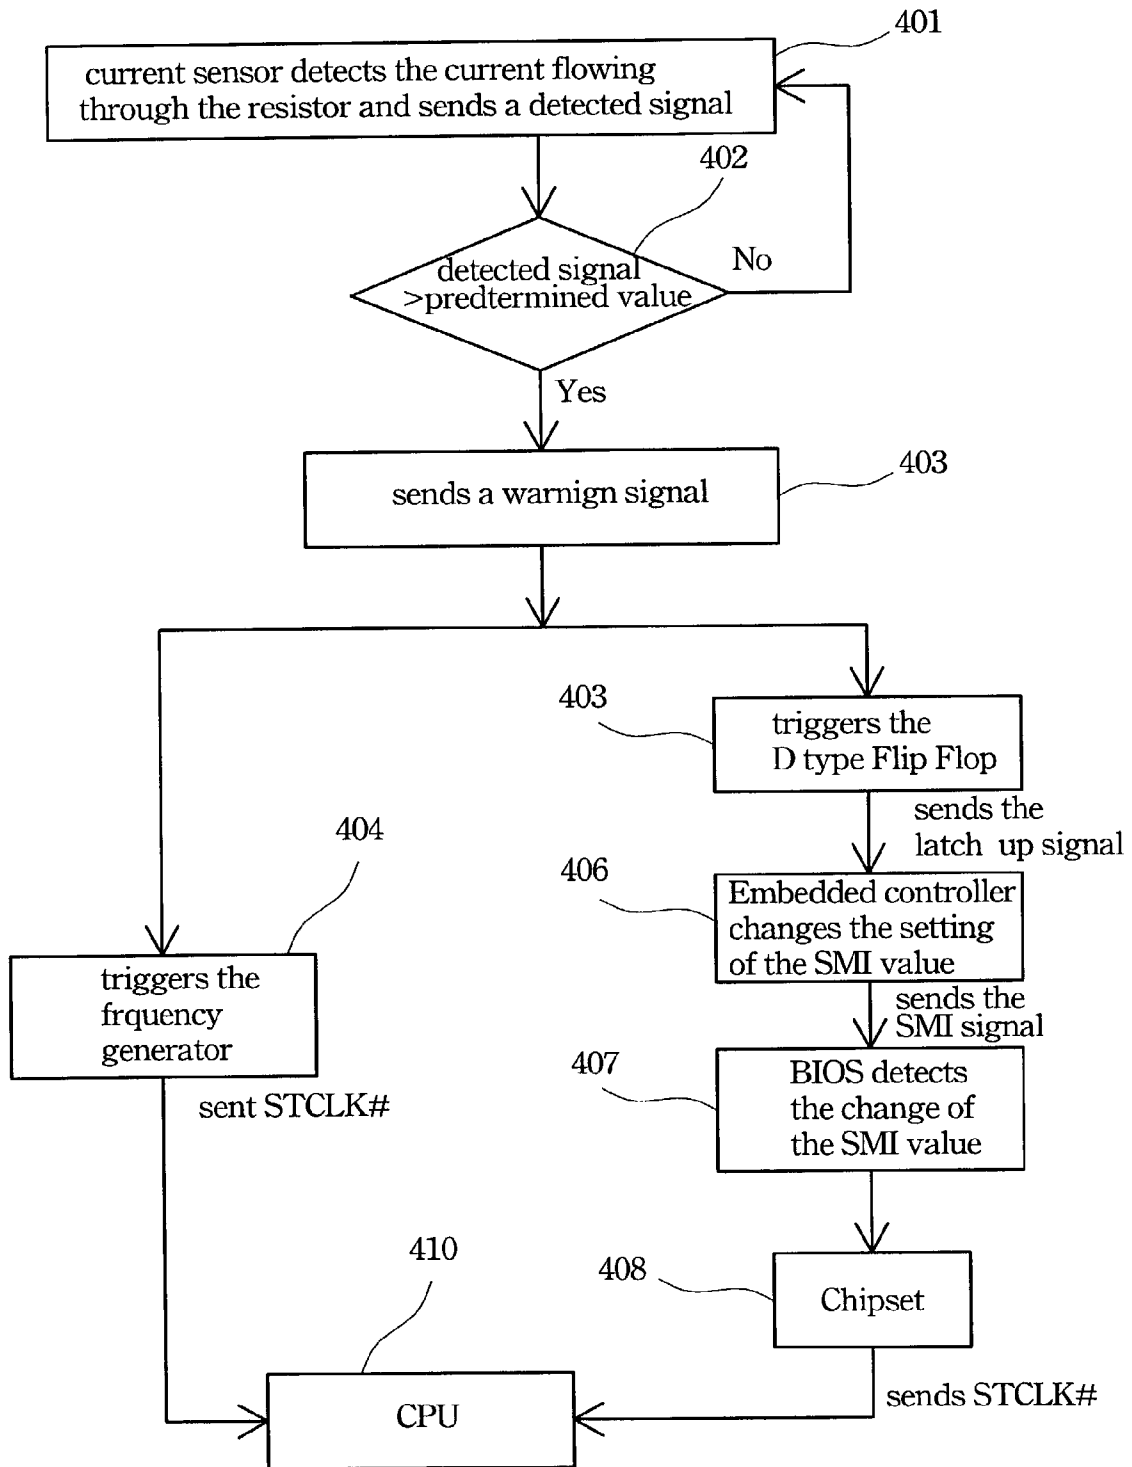 401
current sensor detects the current flowing
through the resistor and sends a detected signal
402
No
detected signal
>predtermined value
Yes
403
sends a warnign signal
403
triggers the
D type Flip Flop
sends the
latch up signal
404
406
Embedded controller
changes the setting
of the SMI value
triggers the
frquency
generator
sends the
SMI signal
407
BIOS detects
the change of
the SMI value
sent STCLK#
410
408
Chipset
sends STCLK#
CPU